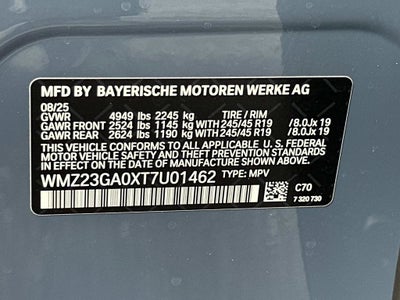 MFD BY BAYERISCHE MOTOREN WERKE AG
08/25
GVWR 4949 lbs 2245 kg TIRE / RIM
GAWR FRONT 2524 lbs 1145 kg 245/45 R19 /8.0Jx 19
GAWR REAR 2624 lbs 1190 kg 245/45 R19 /8.0Jx 19
THIS VEHICLE CONFORMS TO ALL APPLICABLE U. S. FEDERAL
MOTOR VEHICLE SAFETY, BUMPER, AND THEFT PREVENTION STANDARDS
IN EFFECT ON THE DATE OF MANUFACTURE SHOWN ABOVE.
WMZ23GA0XT7U01462 TYPE: MPV
C70
7 320 730